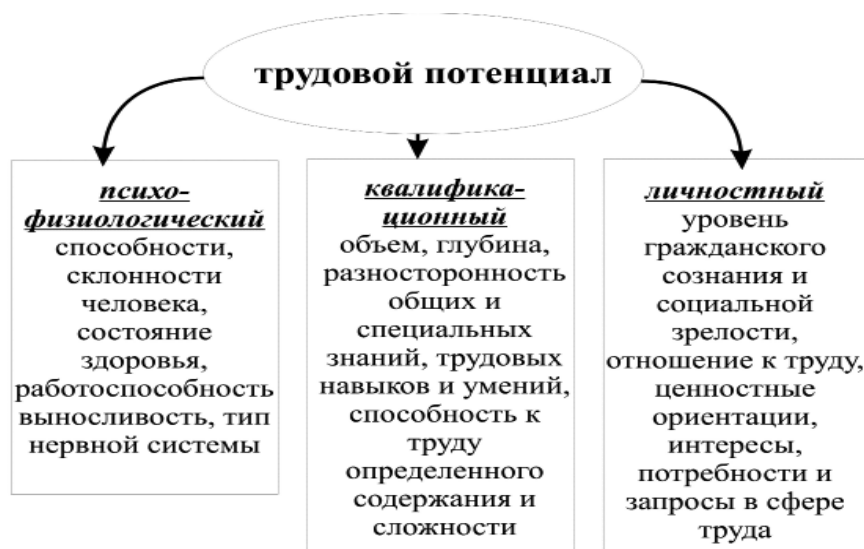 трудовой потенциал
психо-
физиологический
способности,
склонности
человека,
состояние
здоровья,
работоспособность
выносливость, тип
нервной системы
квалифика-
ционный
объем, глубина,
разносторонность
общих и
специальных
знаний, трудовых
навыков и умений,
способность к
труду
определенного
содержания и
сложности
личностный
уровень
гражданского
сознания и
социальной
зрелости,
отношение к труду,
ценностные
ориентации,
интересы,
потребности и
запросы в сфере
труда